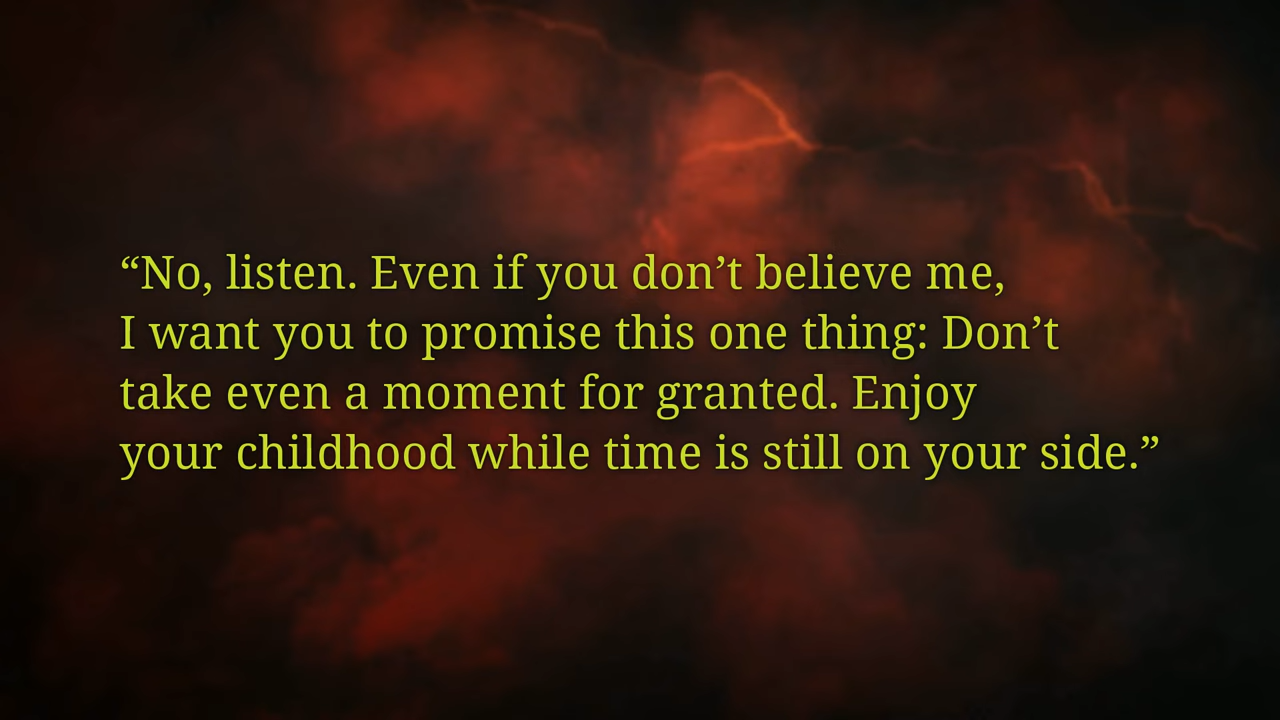 “No, listen. Even if you don’t believe me,
I want you to promise this one thing: Don’t
take even a moment for granted. Enjoy
your childhood while time is still on your side.”